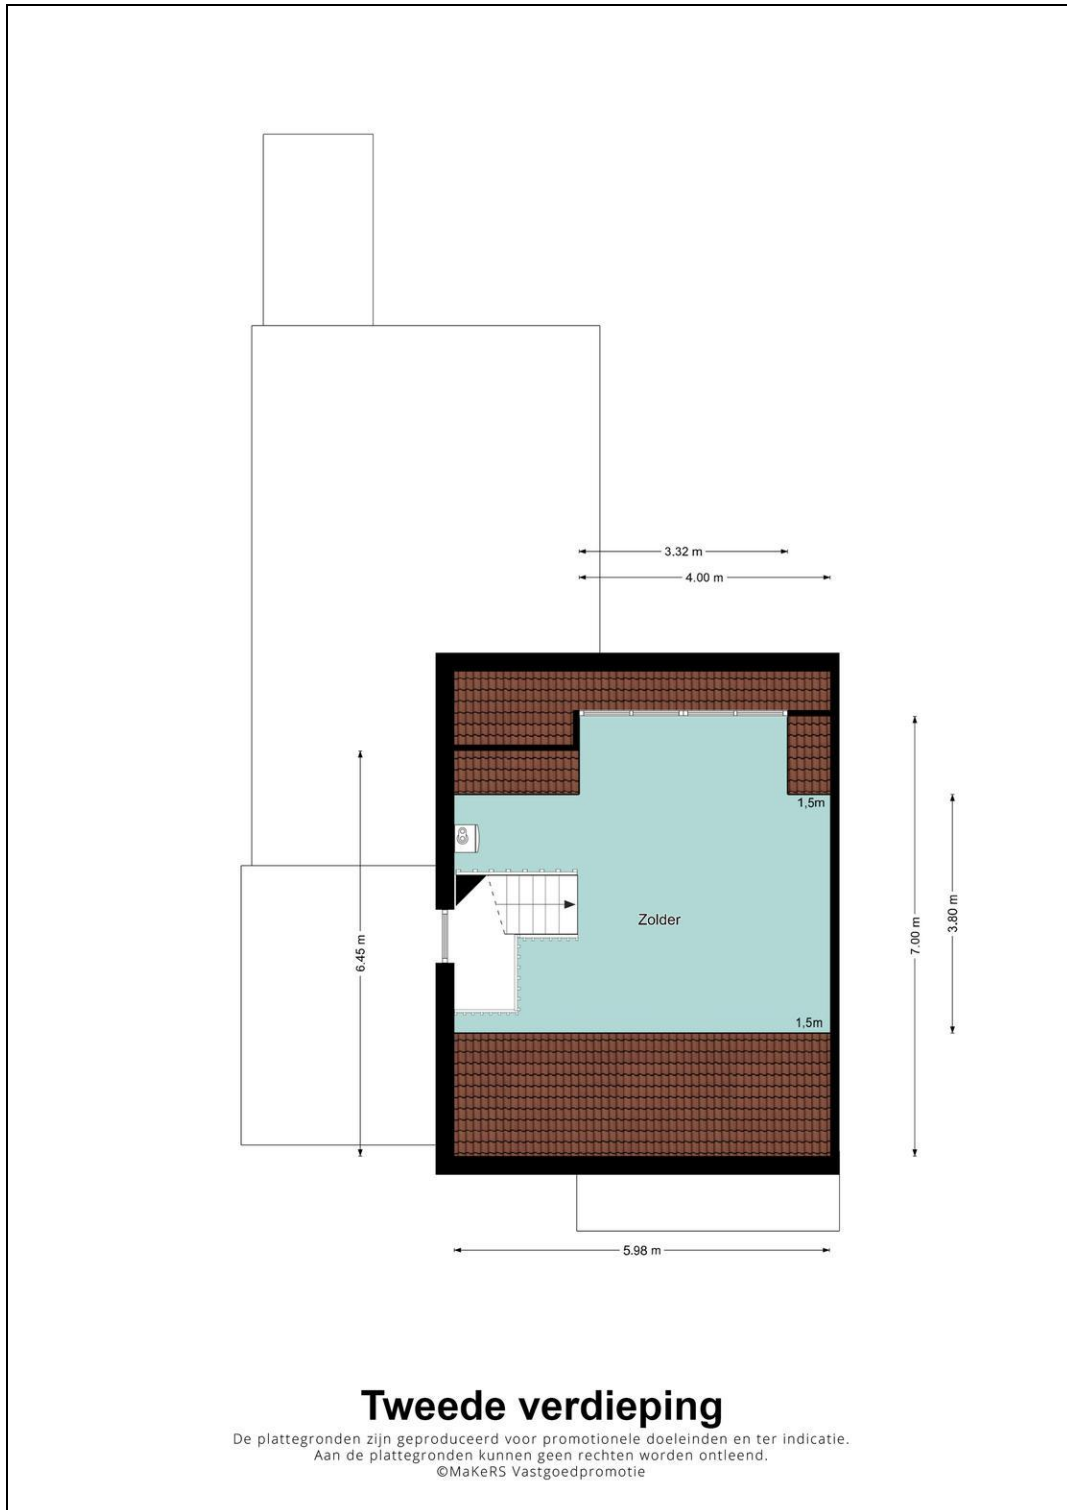 3.32 m
4.00 m
1,5m
Zolder
6.45 m
7.00 m
3.80 m
1,5m
5.98 m
Tweede verdieping
De plattegronden zijn geproduceerd voor promotionele doeleinden en ter indicatie.
Aan de plattegronden kunnen geen rechten worden ontleend.
©MaKeRS Vastgoedpromotie